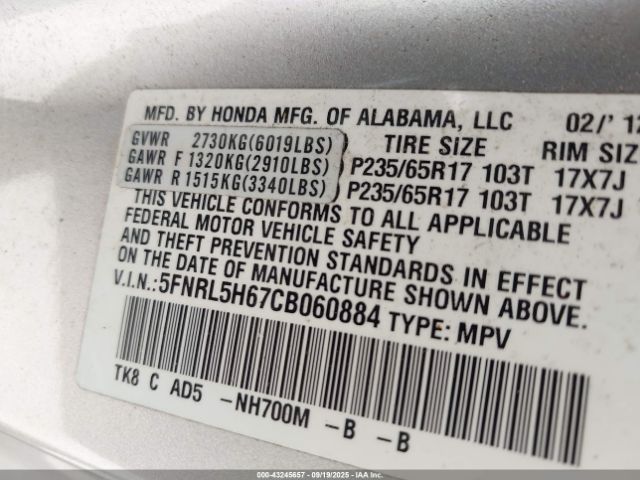 MFD. BY HONDA MFG. OF ALABAMA, LLC 02/'12
GVWR 2730KG(6019LBS) TIRE SIZE RIM SIZ
GAWR F 1320KG(2910LBS) P235/65R17 103T 17X7J
GAWR R 1515KG(3340LBS) P235/65R17 103T 17X7J
THIS VEHICLE CONFORMS TO ALL APPLICABLE
FEDERAL MOTOR VEHICLE SAFETY
AND THEFT PREVENTION STANDARDS IN EFFECT
ON THE DATE OF MANUFACTURE SHOWN ABOVE.
V.I.N.: 5FNRL5H67CB060884 TYPE: MPV
TK8 C AD5 -NH700M -B -B
000-43245657 - 09/19/2025 - IAAI.COM